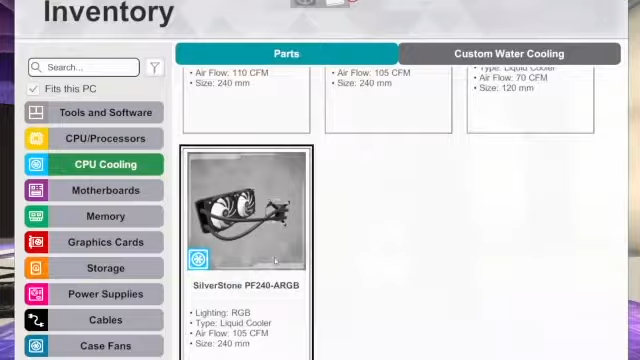 Inventory
Parts
Custom Water Cooling
Search...
Fits this PC
Tools and Software
CPU/Processors
CPU Cooling
Motherboards
Memory
Graphics Cards
Storage
Power Supplies
Cables
Case Fans
• Air Flow: 110 CFM
• Size: 240 mm
• Air Flow: 105 CFM
• Size: 240 mm
• Type: Liquid Cooler
• Air Flow: 70 CFM
• Size: 120 mm
SilverStone PF240-ARGB
• Lighting: RGB
• Type: Liquid Cooler
• Air Flow: 105 CFM
• Size: 240 mm